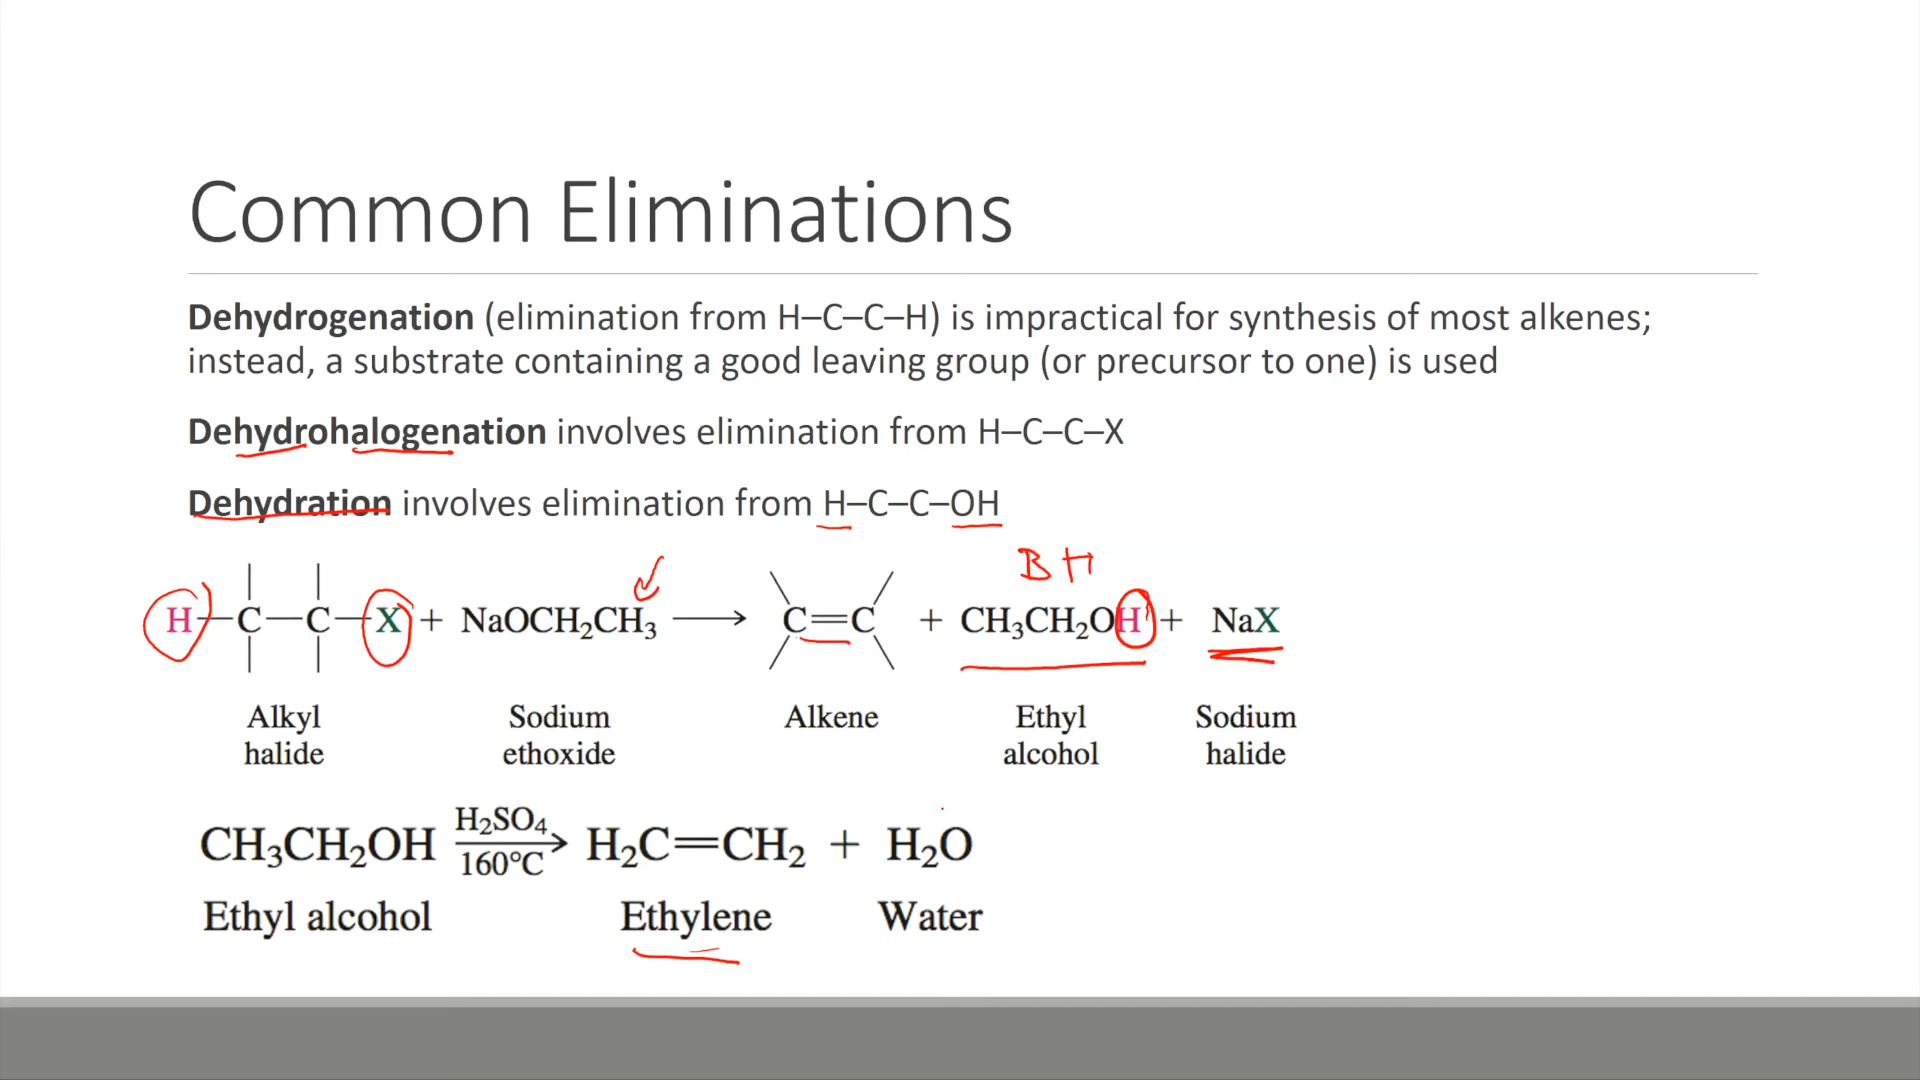 Common Eliminations
Dehydrogenation (elimination from H–C–C–H) is impractical for synthesis of most alkenes;
instead, a substrate containing a good leaving group (or precursor to one) is used
Dehydrohalogenation involves elimination from H–C–C–X
Dehydration involves elimination from H–C–C–OH
B H
H—C—C—X + NaOCH₂CH₃ ⟶ C=C + CH₃CH₂OH + NaX
Alkyl halide Sodium ethoxide Alkene Ethyl alcohol Sodium halide
H₂SO₄
CH₃CH₂OH ⟶ H₂C=CH₂ + H₂O
160°C
Ethyl alcohol Ethylene Water